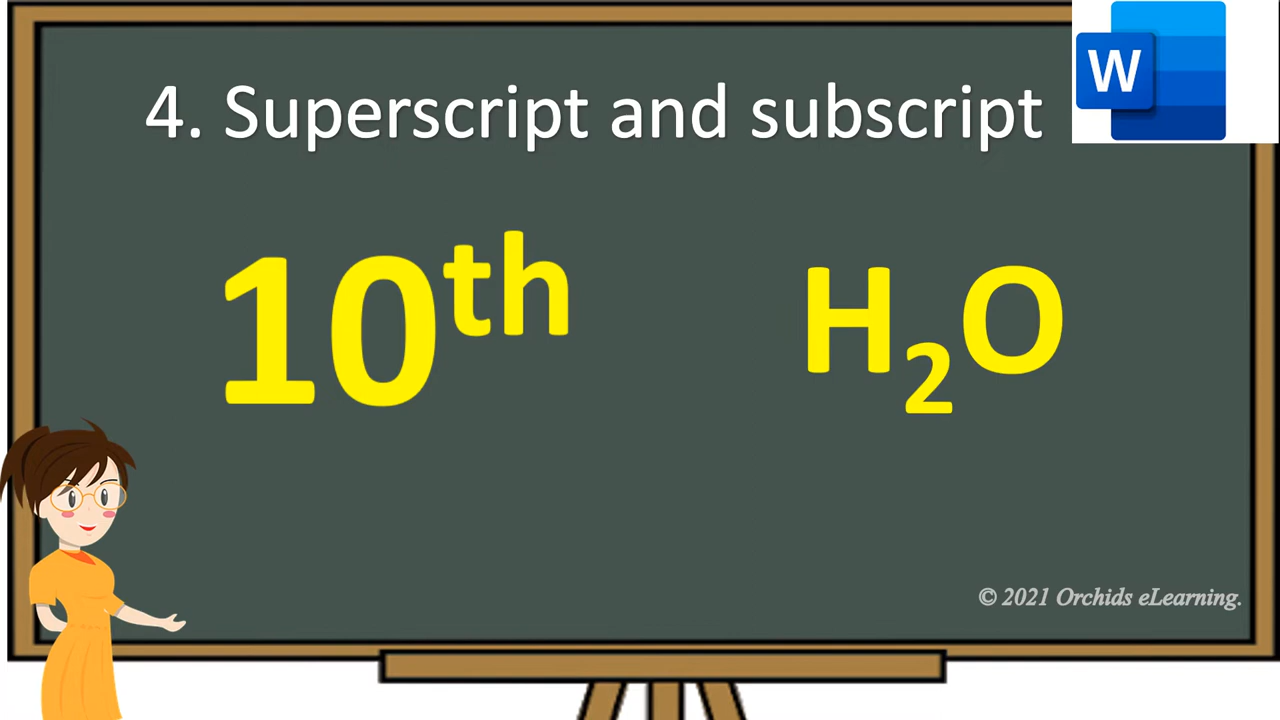 4. Superscript and subscript
W
10ᵗʰ H₂O
© 2021 Orchids eLearning.